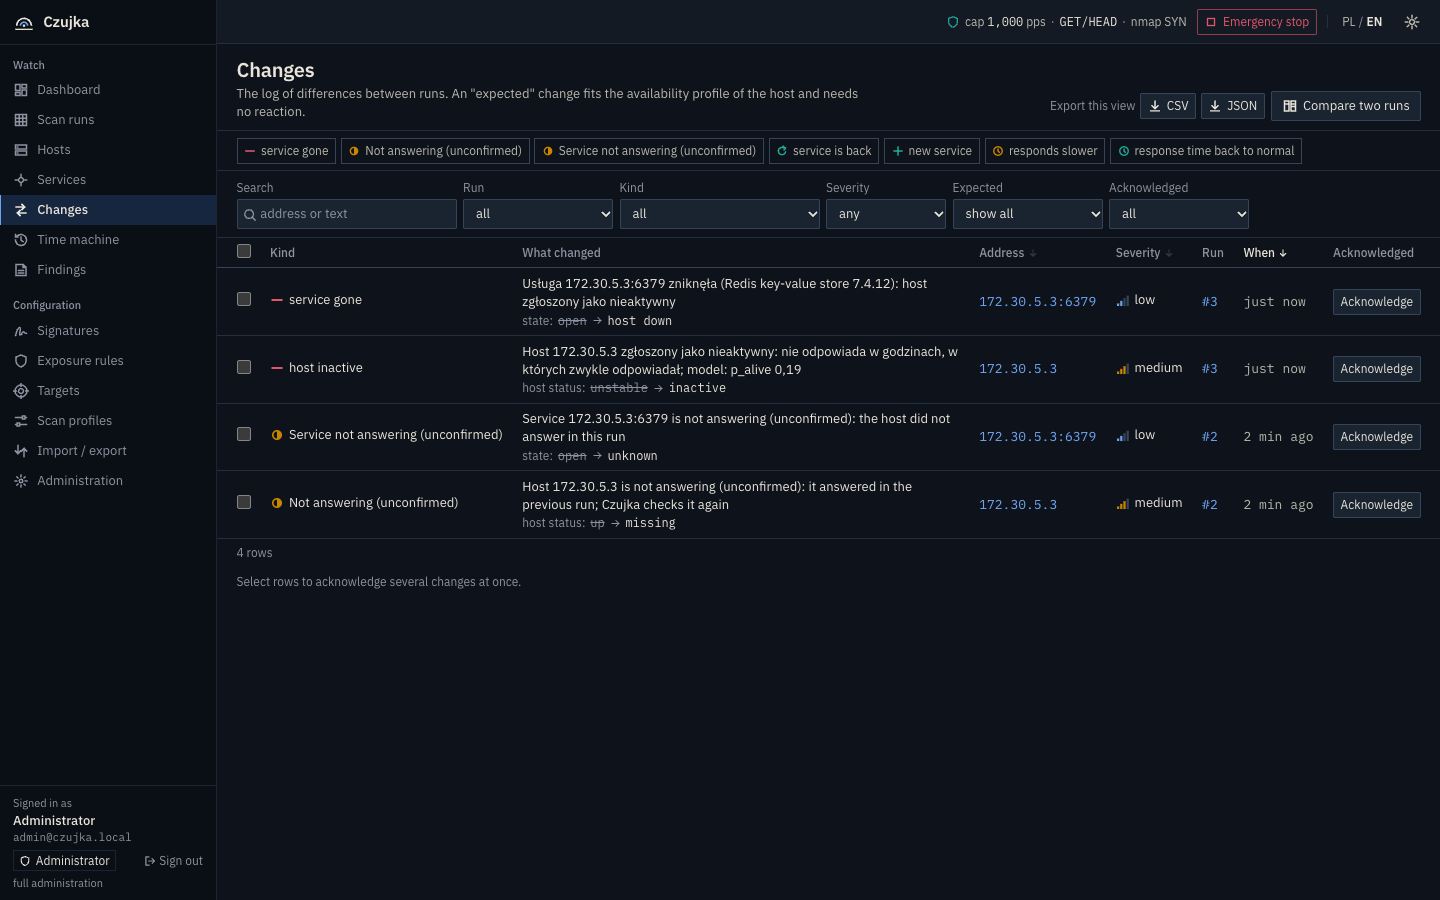 Czujka
cap 1,000 pps · GET/HEAD · nmap SYN
Emergency stop
PL / EN
Watch
Dashboard
Scan runs
Hosts
Services
Changes
Time machine
Findings
Configuration
Signatures
Exposure rules
Targets
Scan profiles
Import / export
Administration
Signed in as
Administrator
admin@czujka.local
Administrator
Sign out
full administration
Changes
The log of differences between runs. An "expected" change fits the availability profile of the host and needs
no reaction.
Export this view
CSV
JSON
Compare two runs
service gone
Not answering (unconfirmed)
Service not answering (unconfirmed)
service is back
new service
responds slower
response time back to normal
Search Run Kind Severity Expected Acknowledged
address or text all all any show all all
Kind What changed Address ↓ Severity ↓ Run When ↓ Acknowledged
service gone
Usługa 172.30.5.3:6379 zniknęła (Redis key-value store 7.4.12): host
zgłoszony jako nieaktywny
state: open → host down
172.30.5.3:6379 low #3 just now Acknowledge
host inactive
Host 172.30.5.3 zgłoszony jako nieaktywny: nie odpowiada w godzinach, w
których zwykle odpowiadał; model: p_alive 0,19
host status: unstable → inactive
172.30.5.3 medium #3 just now Acknowledge
Service not answering (unconfirmed)
Service 172.30.5.3:6379 is not answering (unconfirmed): the host did not
answer in this run
state: open → unknown
172.30.5.3:6379 low #2 2 min ago Acknowledge
Not answering (unconfirmed)
Host 172.30.5.3 is not answering (unconfirmed): it answered in the
previous run; Czujka checks it again
host status: up → missing
172.30.5.3 medium #2 2 min ago Acknowledge
4 rows
Select rows to acknowledge several changes at once.